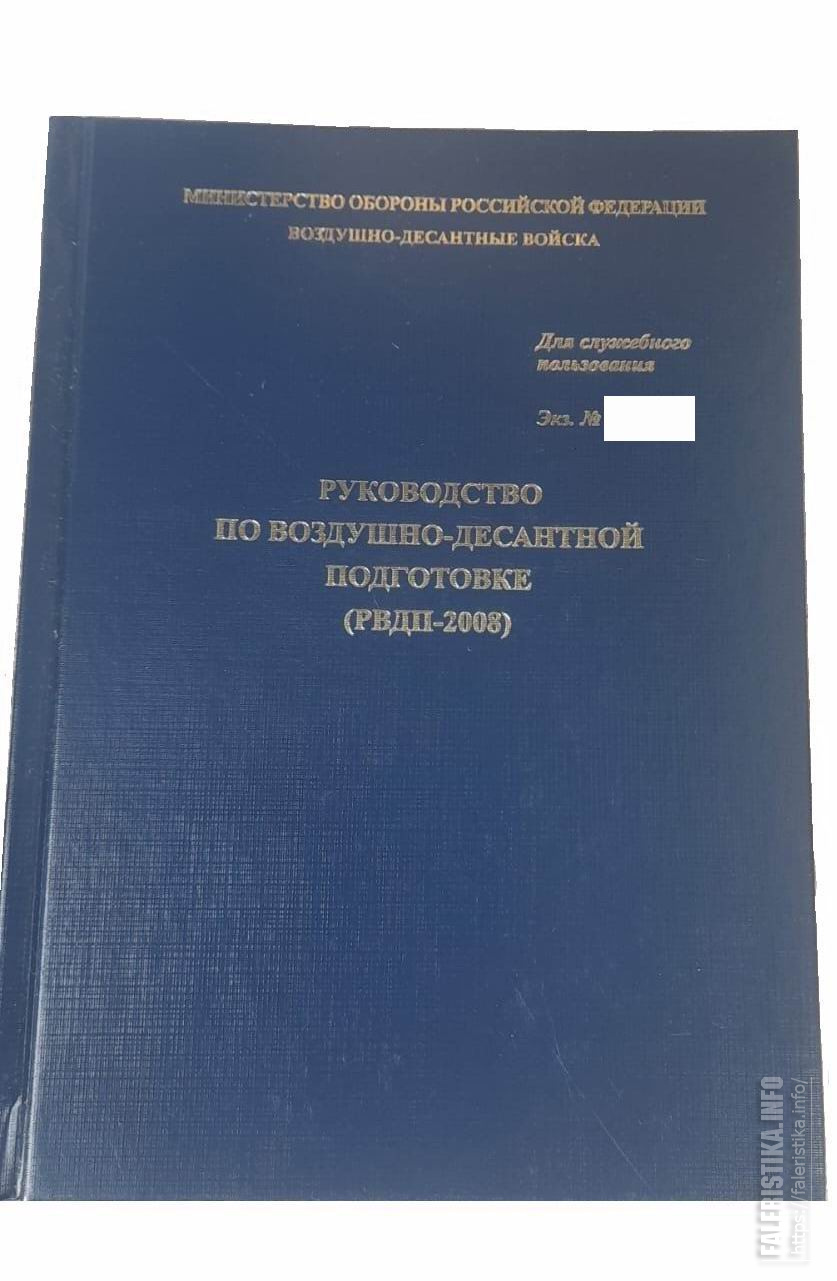 МИНИСТЕРСТВО ОБОРОНЫ РОССИЙСКОЙ ФЕДЕРАЦИИ
ВОЗДУШНО-ДЕСАНТНЫЕ ВОЙСКА
Для служебного
пользования
Экз. №
РУКОВОДСТВО
ПО ВОЗДУШНО-ДЕСАНТНОЙ
ПОДГОТОВКЕ
(РВДП-2008)
FALERISTIKA.INFO
https://faleristika.info/